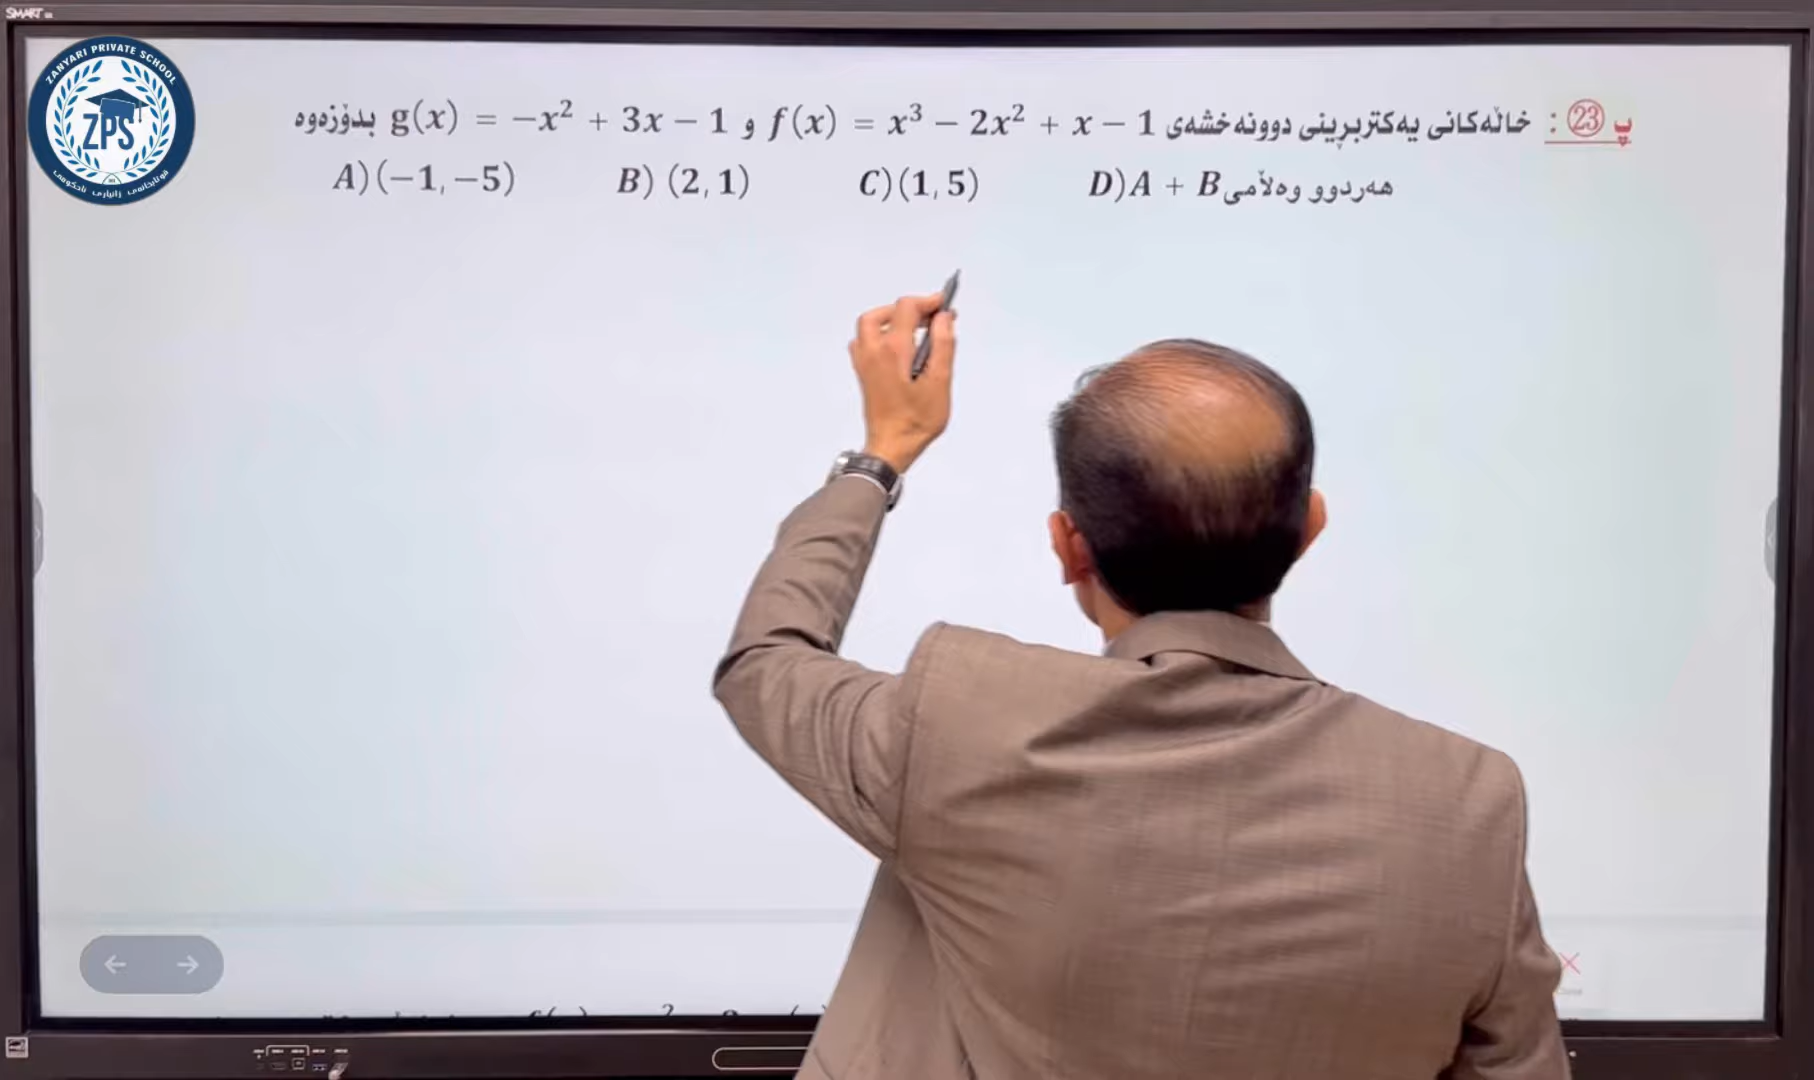 SMART
ZANYARI PRIVATE SCHOOL
ZPS
پ 23 : خاڵەکانی یەکتربڕینی دوونەخشەی f(x) = x³ − 2x² + x − 1 و g(x) = −x² + 3x − 1 بدۆزەوە
A)(−1, −5) B) (2, 1) C)(1, 5) D)A + B هەردوو وەڵامی